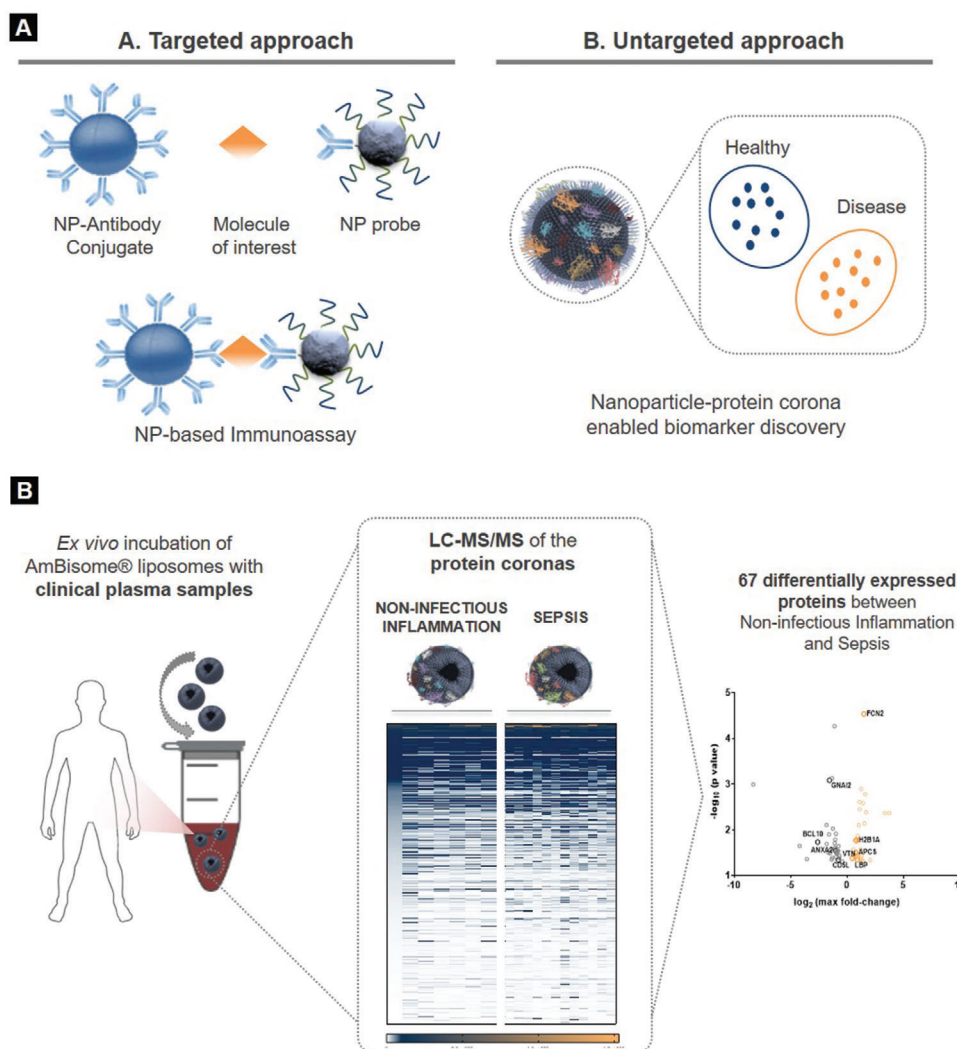 A
A. Targeted approach
B. Untargeted approach
NP-Antibody
Conjugate
Molecule
of interest
NP probe
NP-based Immunoassay
Healthy
Disease
Nanoparticle-protein corona
enabled biomarker discovery
B
Ex vivo incubation of
AmBisome® liposomes with
clinical plasma samples
LC-MS/MS of the
protein coronas
NON-INFECTIOUS
INFLAMMATION
SEPSIS
67 differentially expressed
proteins between
Non-infectious Inflammation
and Sepsis
5
4
3
2
1
-log10 (p value)
FCN2
GNAI2
BCL10
H2B1A
ANXA2
VTN
APCS
CD5L
LBP
-10
-5
0
5
log2 (max fold-change)